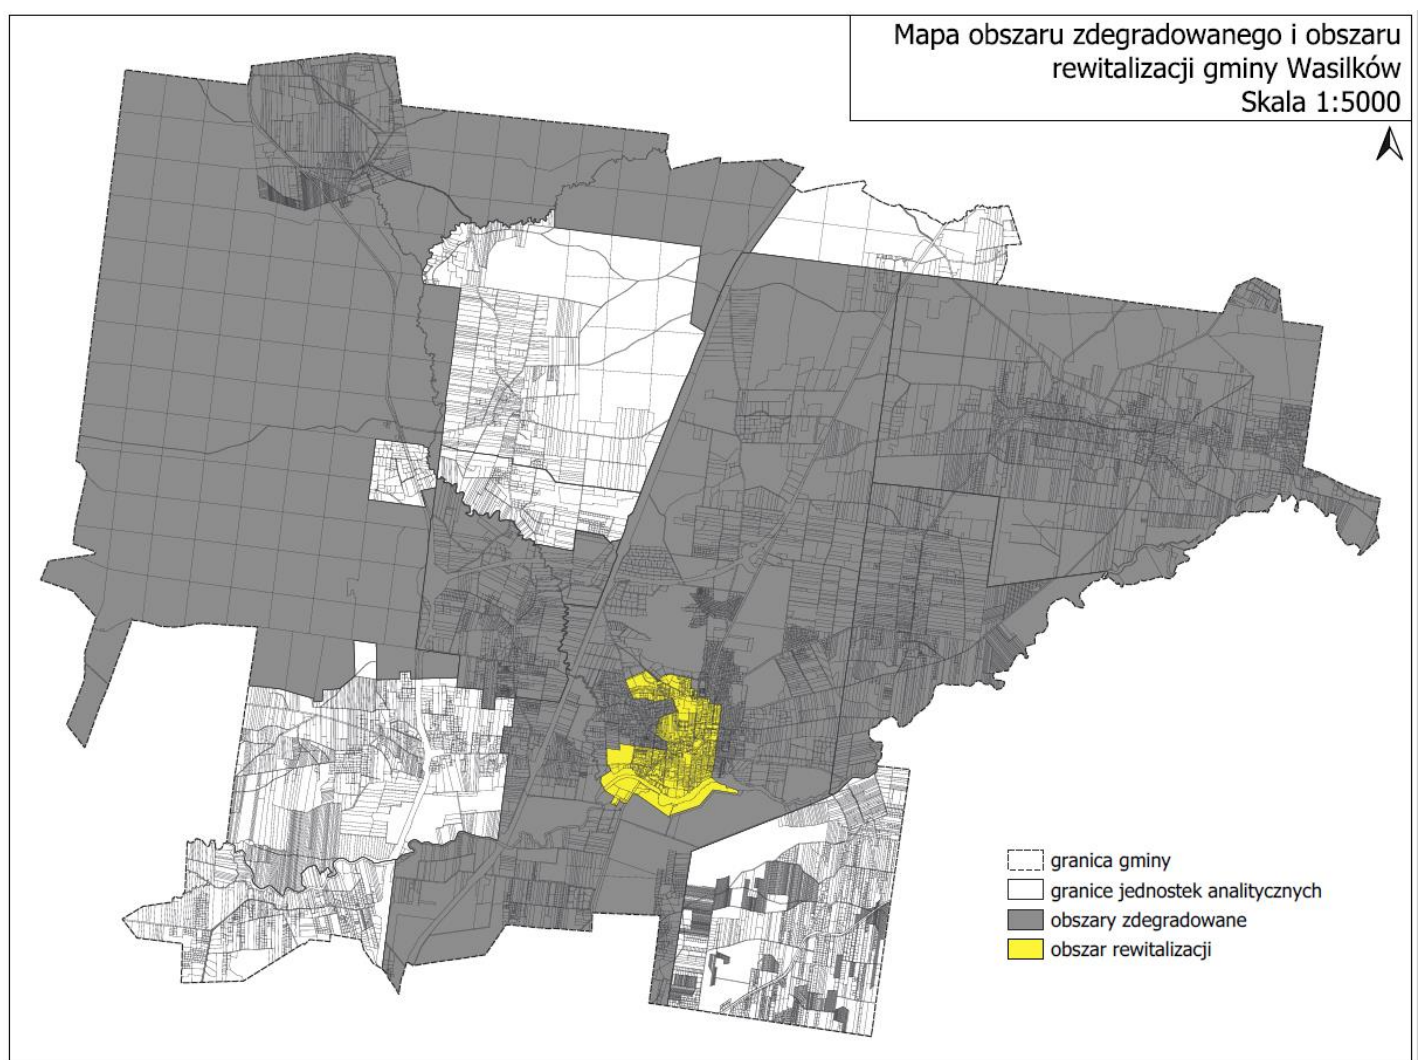 Mapa obszaru zdegradowanego i obszaru
rewitalizacji gminy Wasilków
Skala 1:5000
granica gminy
granice jednostek analitycznych
obszary zdegradowane
obszar rewitalizacji